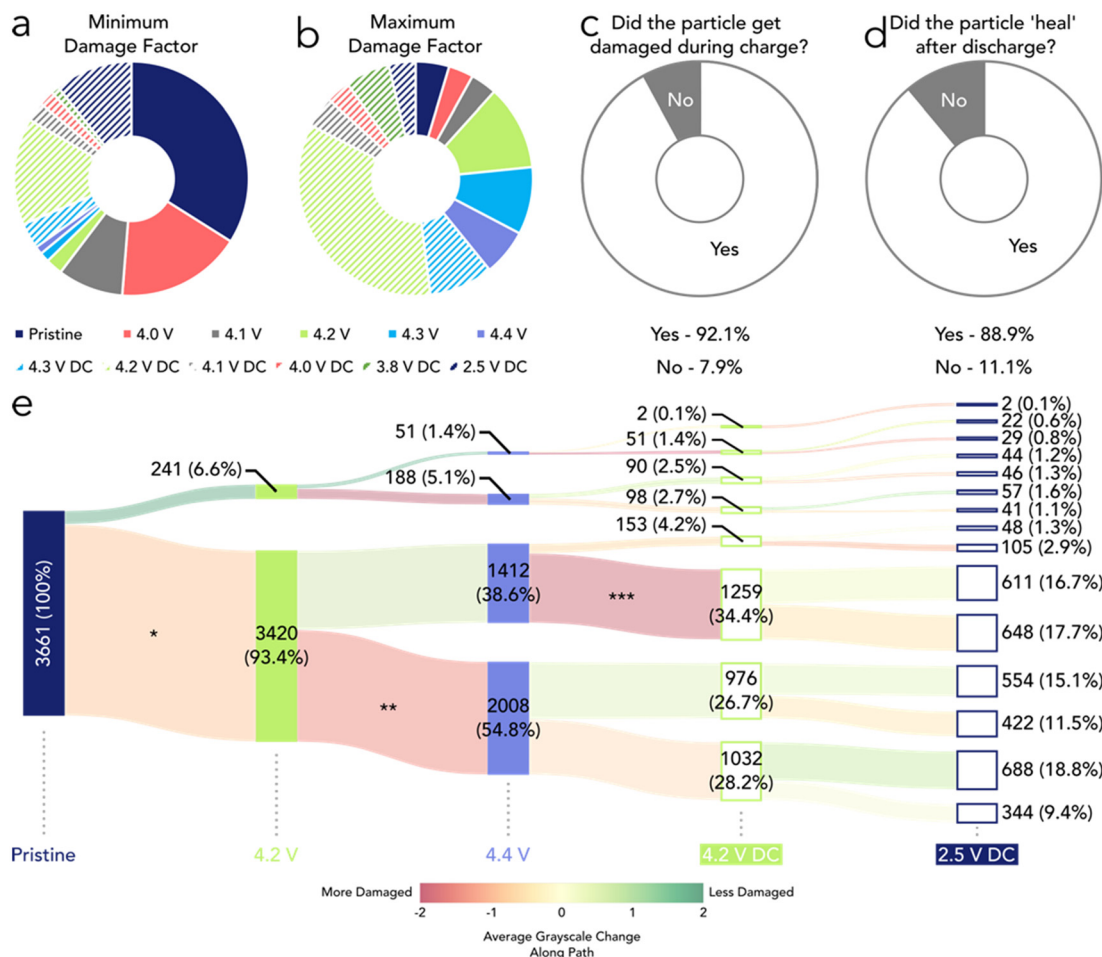 a
Minimum
Damage Factor
b
Maximum
Damage Factor
c
Did the particle get
damaged during charge?
d
Did the particle 'heal'
after discharge?
No
Yes
No
Yes
Pristine
4.0 V
4.1 V
4.2 V
4.3 V
4.4 V
4.3 V DC
4.2 V DC
4.1 V DC
4.0 V DC
3.8 V DC
2.5 V DC
Yes - 92.1%
No - 7.9%
Yes - 88.9%
No - 11.1%
e
3661 (100%)
241 (6.6%)
3420
(93.4%)
51 (1.4%)
188 (5.1%)
1412
(38.6%)
2008
(54.8%)
2 (0.1%)
51 (1.4%)
90 (2.5%)
98 (2.7%)
153 (4.2%)
1259
(34.4%)
976
(26.7%)
1032
(28.2%)
2 (0.1%)
22 (0.6%)
29 (0.8%)
44 (1.2%)
46 (1.3%)
57 (1.6%)
41 (1.1%)
48 (1.3%)
105 (2.9%)
611 (16.7%)
648 (17.7%)
554 (15.1%)
422 (11.5%)
688 (18.8%)
344 (9.4%)
*
**
***
Pristine
4.2 V
4.4 V
4.2 V DC
2.5 V DC
More Damaged
Less Damaged
-2
-1
0
1
2
Average Grayscale Change
Along Path